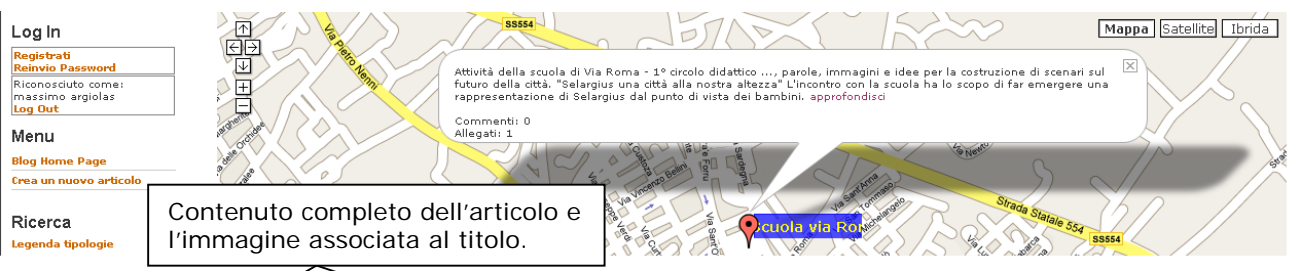 Log In
Registrati
Reinvio Password
Riconosciuto come:
massimo argiolas
Log Out
Menu
Blog Home Page
Crea un nuovo articolo
Ricerca
Legenda tipologie
Contenuto completo dell'articolo e
l'immagine associata al titolo.
Mappa Satellite Ibrida
Attività della scuola di Via Roma - 1° circolo didattico ..., parole, immagini e idee per la costruzione di scenari sul
futuro della città. "Selargius una città alla nostra altezza" L'incontro con la scuola ha lo scopo di far emergere una
rappresentazione di Selargius dal punto di vista dei bambini. approfondisci
Commenti: 0
Allegati: 1
SS554
Via Pietro Nenni
Via Vincenzo Bellini
Via Newto
Via Sant'Anna
Strada Statale 554
SS554